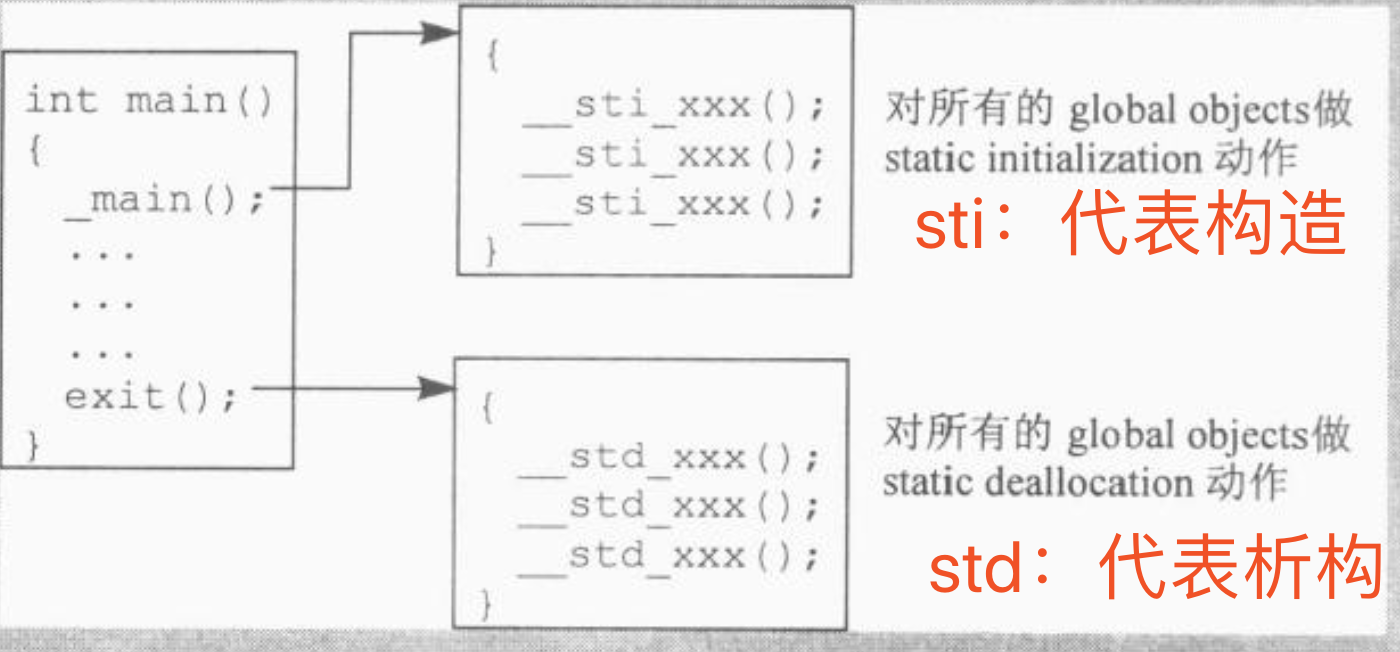 int main()
{
_main();
...
...
...
exit();
}
{
__sti_xxx();
__sti_xxx();
__sti_xxx();
}
对所有的 global objects做
static initialization 动作
sti：代表构造
{
__std_xxx();
__std_xxx();
__std_xxx();
}
对所有的 global objects做
static deallocation 动作
std：代表析构